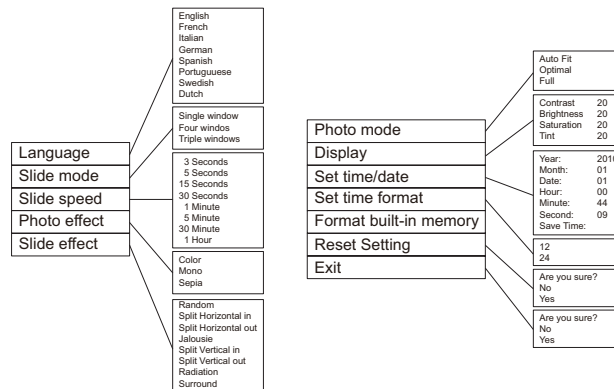 English
French
Italian
German
Spanish
Portuguuese
Swedish
Dutch
Single window
Four windos
Triple windows
Language
Slide mode
Slide speed
Photo effect
Slide effect
3 Seconds
5 Seconds
15 Seconds
30 Seconds
1 Minute
5 Minute
30 Minute
1 Hour
Color
Mono
Sepia
Random
Split Horizontal in
Split Horizontal out
Jalousie
Split Vertical in
Split Vertical out
Radiation
Surround
Auto Fit
Optimal
Full
Contrast 20
Brightness 20
Saturation 20
Tint 20
Photo mode
Display
Set time/date
Set time format
Format built-in memory
Reset Setting
Exit
Year: 2010
Month: 01
Date: 01
Hour: 00
Minute: 44
Second: 09
Save Time:
12
24
Are you sure?
No
Yes
Are you sure?
No
Yes